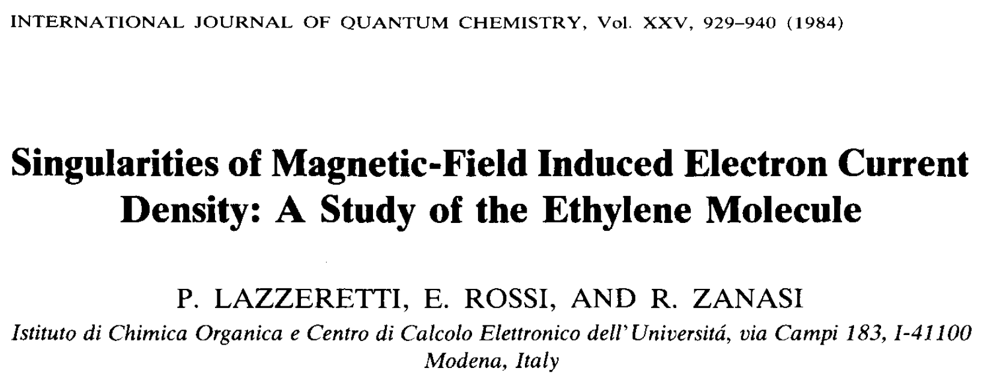 INTERNATIONAL JOURNAL OF QUANTUM CHEMISTRY, Vol. XXV, 929–940 (1984)
Singularities of Magnetic-Field Induced Electron Current
Density: A Study of the Ethylene Molecule
P. LAZZERETTI, E. ROSSI, AND R. ZANASI
Istituto di Chimica Organica e Centro di Calcolo Elettronico dell' Universitá, via Campi 183, I-41100
Modena, Italy